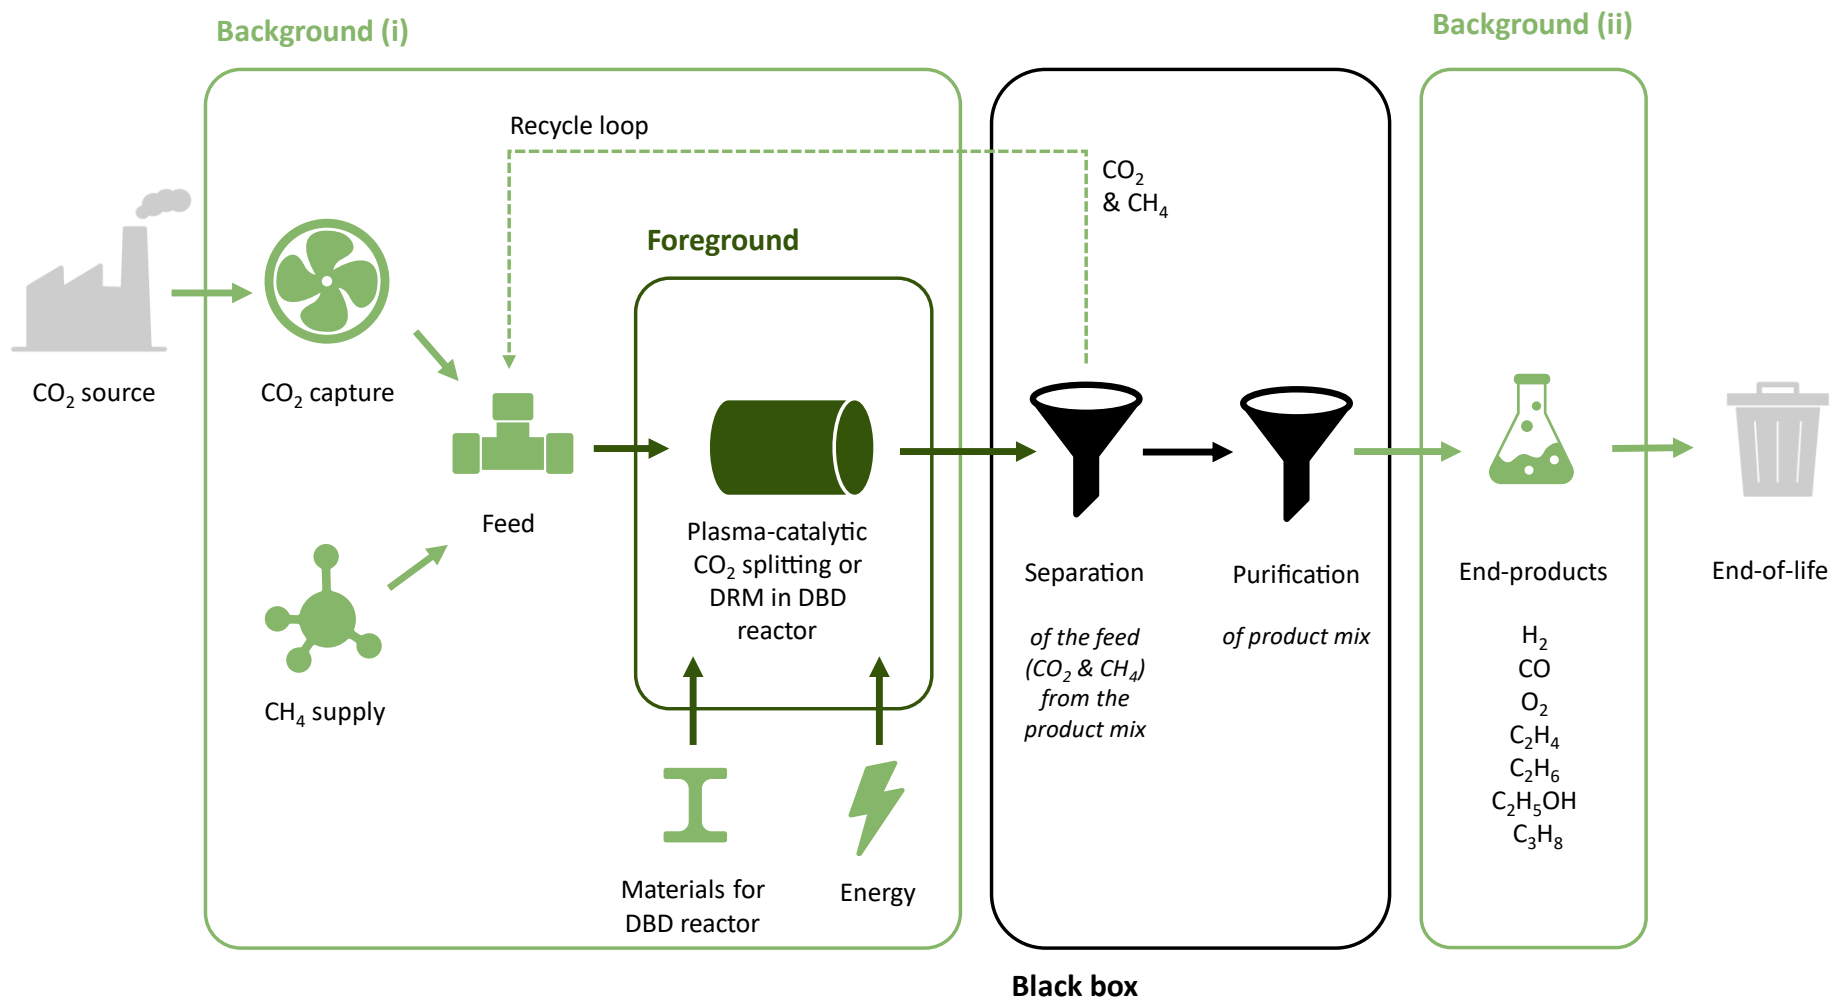 Background (i)
Background (ii)
Recycle loop
CO₂
& CH₄
Foreground
CO₂ source
CO₂ capture
Feed
CH₄ supply
Plasma-catalytic
CO₂ splitting or
DRM in DBD
reactor
Materials for
DBD reactor
Energy
Separation
of the feed
(CO₂ & CH₄)
from the
product mix
Purification
of product mix
End-products
H₂
CO
O₂
C₂H₄
C₂H₆
C₂H₅OH
C₃H₈
End-of-life
Black box